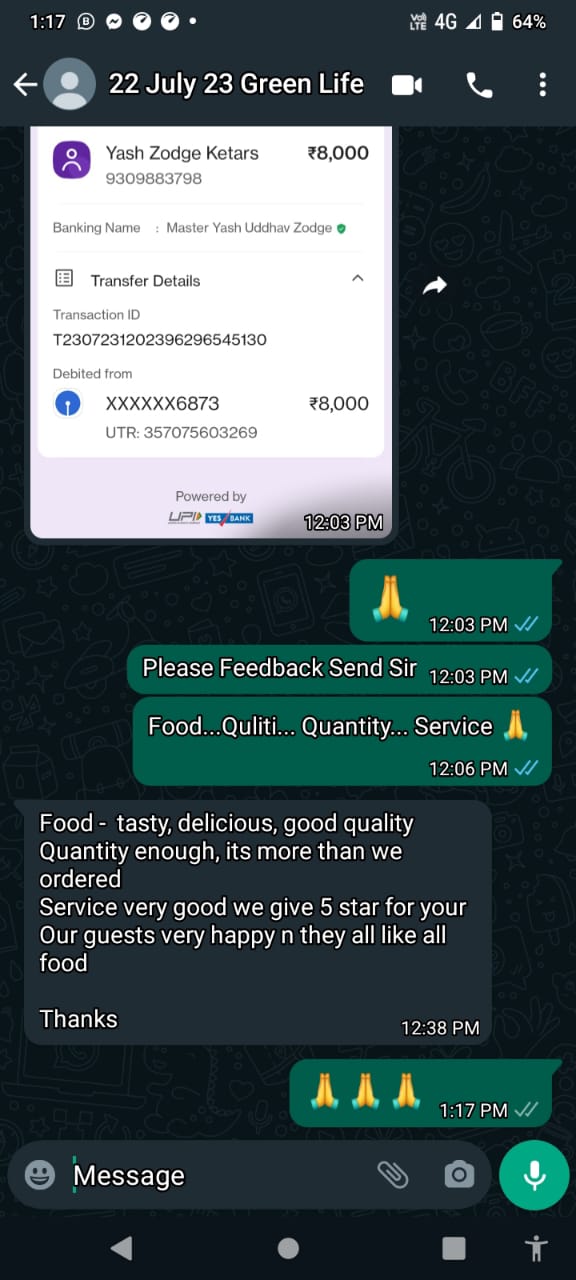 1:17 VoD LTE 4G 64%
22 July 23 Green Life
Yash Zodge Ketars ₹8,000
9309883798
Banking Name : Master Yash Uddhav Zodge
Transfer Details
Transaction ID
T2307231202396296545130
Debited from
XXXXXX6873 ₹8,000
UTR: 357075603269
Powered by
UPI YES BANK
12:03 PM
🙏 12:03 PM
Please Feedback Send Sir 12:03 PM
Food...Quliti... Quantity... Service 🙏
12:06 PM
Food - tasty, delicious, good quality
Quantity enough, its more than we
ordered
Service very good we give 5 star for your
Our guests very happy n they all like all
food
Thanks
12:38 PM
🙏🙏🙏 1:17 PM
Message